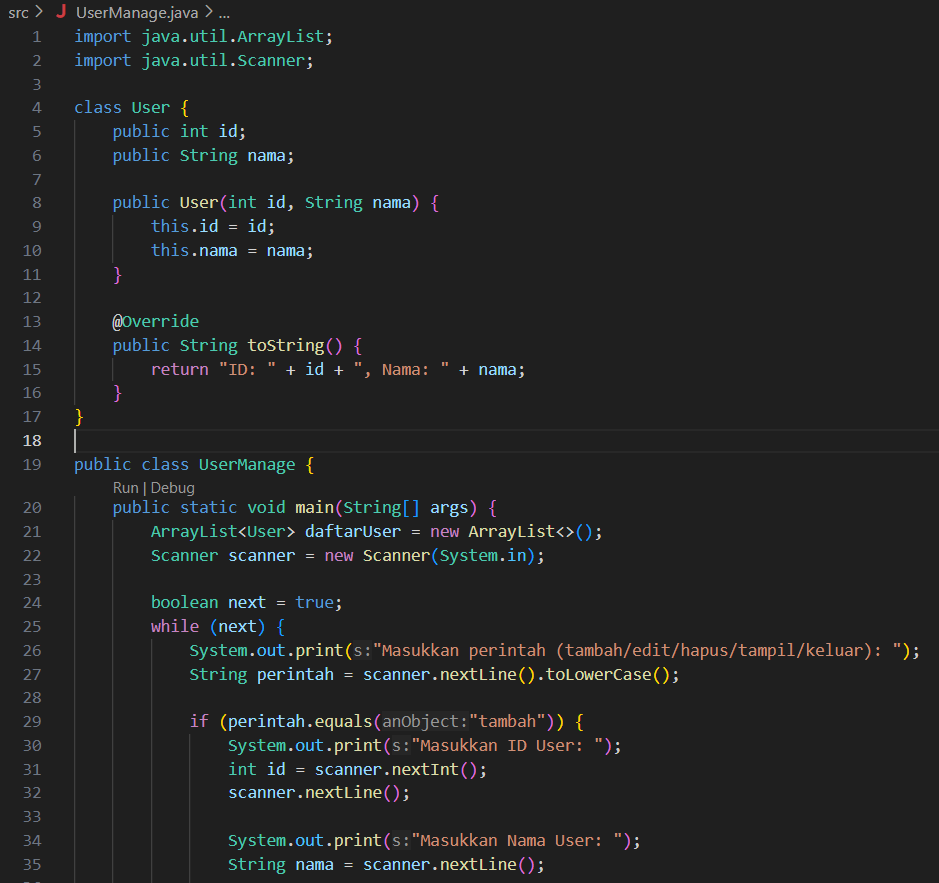 src > J UserManage.java > ...
1 import java.util.ArrayList;
2 import java.util.Scanner;
3
4 class User {
5 public int id;
6 public String nama;
7
8 public User(int id, String nama) {
9 this.id = id;
10 this.nama = nama;
11 }
12
13 @Override
14 public String toString() {
15 return "ID: " + id + ", Nama: " + nama;
16 }
17 }
18
19 public class UserManage {
Run | Debug
20 public static void main(String[] args) {
21 ArrayList<User> daftarUser = new ArrayList<>();
22 Scanner scanner = new Scanner(System.in);
23
24 boolean next = true;
25 while (next) {
26 System.out.print(s:"Masukkan perintah (tambah/edit/hapus/tampil/keluar): ");
27 String perintah = scanner.nextLine().toLowerCase();
28
29 if (perintah.equals(anObject:"tambah")) {
30 System.out.print(s:"Masukkan ID User: ");
31 int id = scanner.nextInt();
32 scanner.nextLine();
33
34 System.out.print(s:"Masukkan Nama User: ");
35 String nama = scanner.nextLine();